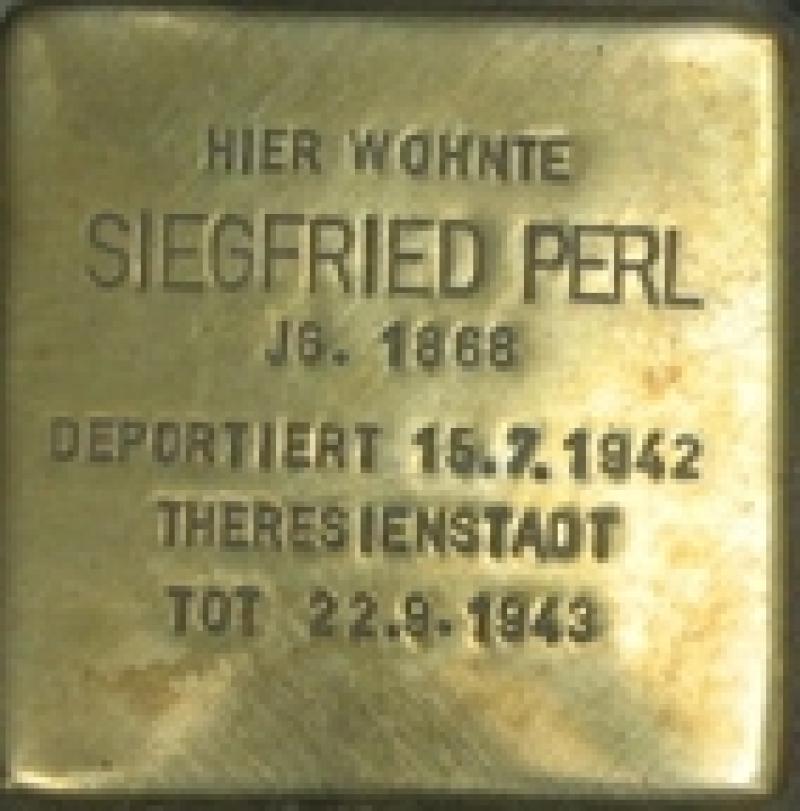 HIER WOHNTE
SIEGFRIED PERL
JG. 1868
DEPORTIERT 15.7.1942
THERESIENSTADT
TOT 22.9.1943